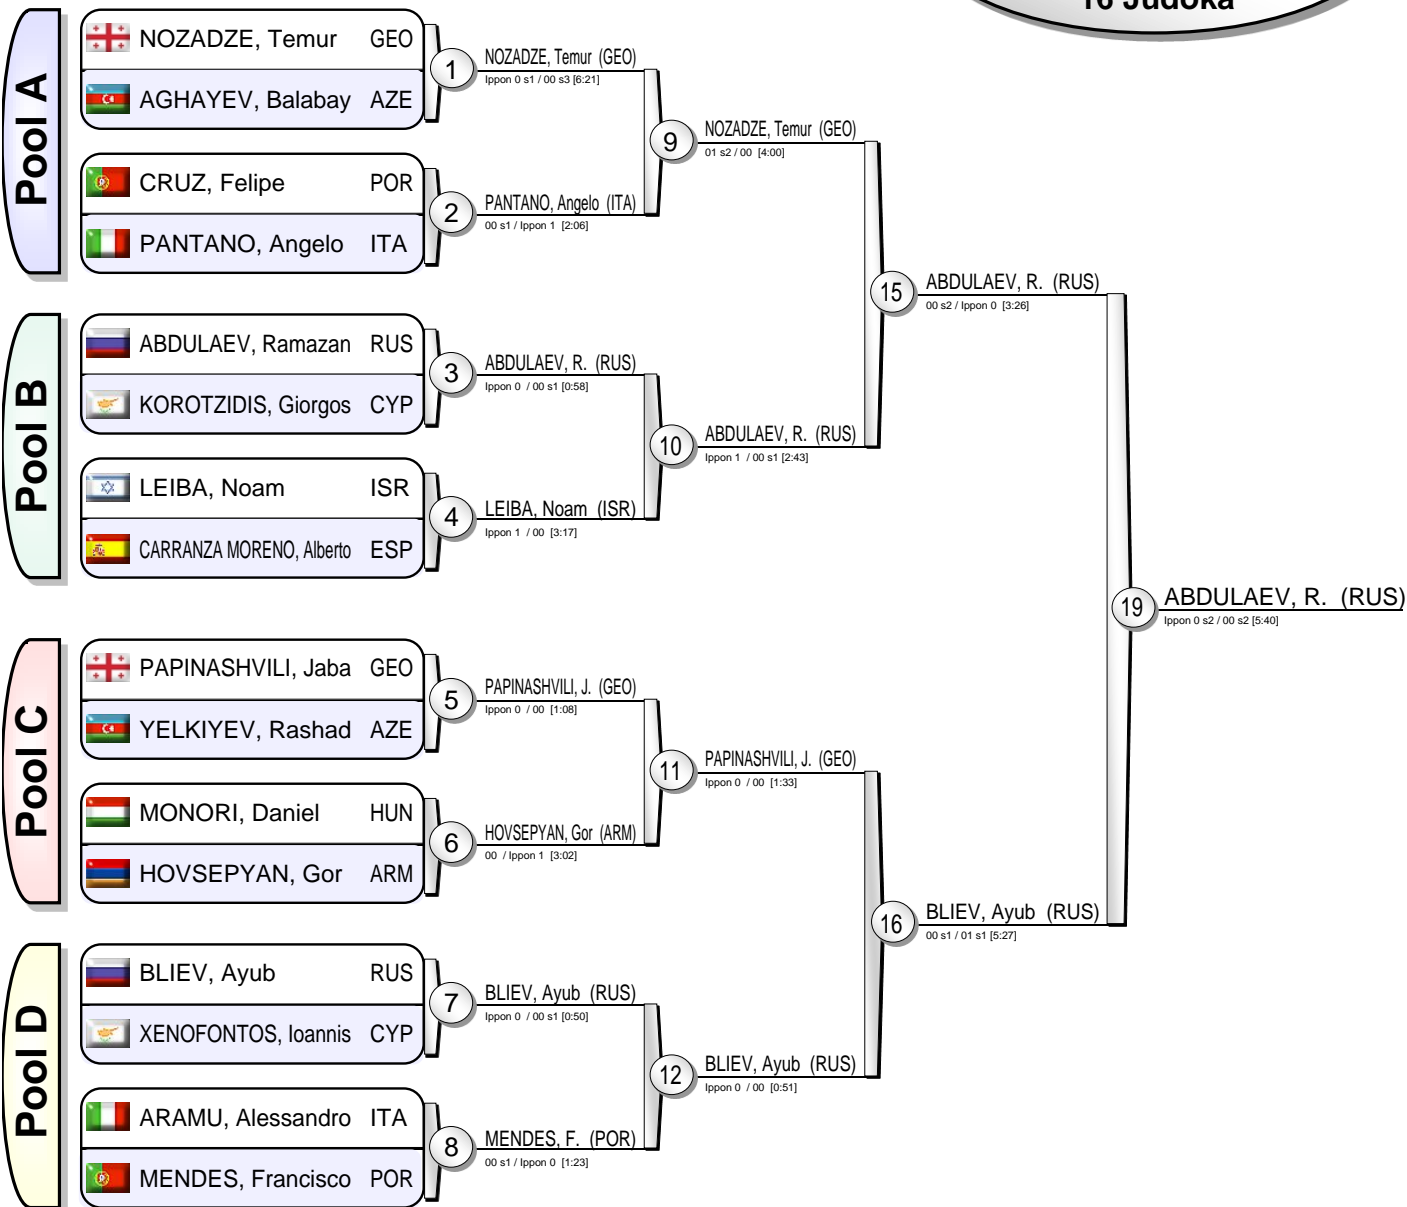 16 Judoka
Pool A
NOZADZE, Temur GEO
AGHAYEV, Balabay AZE
1
NOZADZE, Temur (GEO)
Ippon 0 s1 / 00 s3 [6:21]
CRUZ, Felipe POR
PANTANO, Angelo ITA
2
PANTANO, Angelo (ITA)
00 s1 / Ippon 1 [2:06]
9
NOZADZE, Temur (GEO)
01 s2 / 00 [4:00]
Pool B
ABDULAEV, Ramazan RUS
KOROTZIDIS, Giorgos CYP
3
ABDULAEV, R. (RUS)
Ippon 0 / 00 s1 [0:58]
LEIBA, Noam ISR
CARRANZA MORENO, Alberto ESP
4
LEIBA, Noam (ISR)
Ippon 1 / 00 [3:17]
10
ABDULAEV, R. (RUS)
Ippon 1 / 00 s1 [2:43]
15
ABDULAEV, R. (RUS)
00 s2 / Ippon 0 [3:26]
Pool C
PAPINASHVILI, Jaba GEO
YELKIYEV, Rashad AZE
5
PAPINASHVILI, J. (GEO)
Ippon 0 / 00 [1:08]
MONORI, Daniel HUN
HOVSEPYAN, Gor ARM
6
HOVSEPYAN, Gor (ARM)
00 / Ippon 1 [3:02]
11
PAPINASHVILI, J. (GEO)
Ippon 0 / 00 [1:33]
Pool D
BLIEV, Ayub RUS
XENOFONTOS, Ioannis CYP
7
BLIEV, Ayub (RUS)
Ippon 0 / 00 s1 [0:50]
ARAMU, Alessandro ITA
MENDES, Francisco POR
8
MENDES, F. (POR)
00 s1 / Ippon 0 [1:23]
12
BLIEV, Ayub (RUS)
Ippon 0 / 00 [0:51]
16
BLIEV, Ayub (RUS)
00 s1 / 01 s1 [5:27]
19
ABDULAEV, R. (RUS)
Ippon 0 s2 / 00 s2 [5:40]